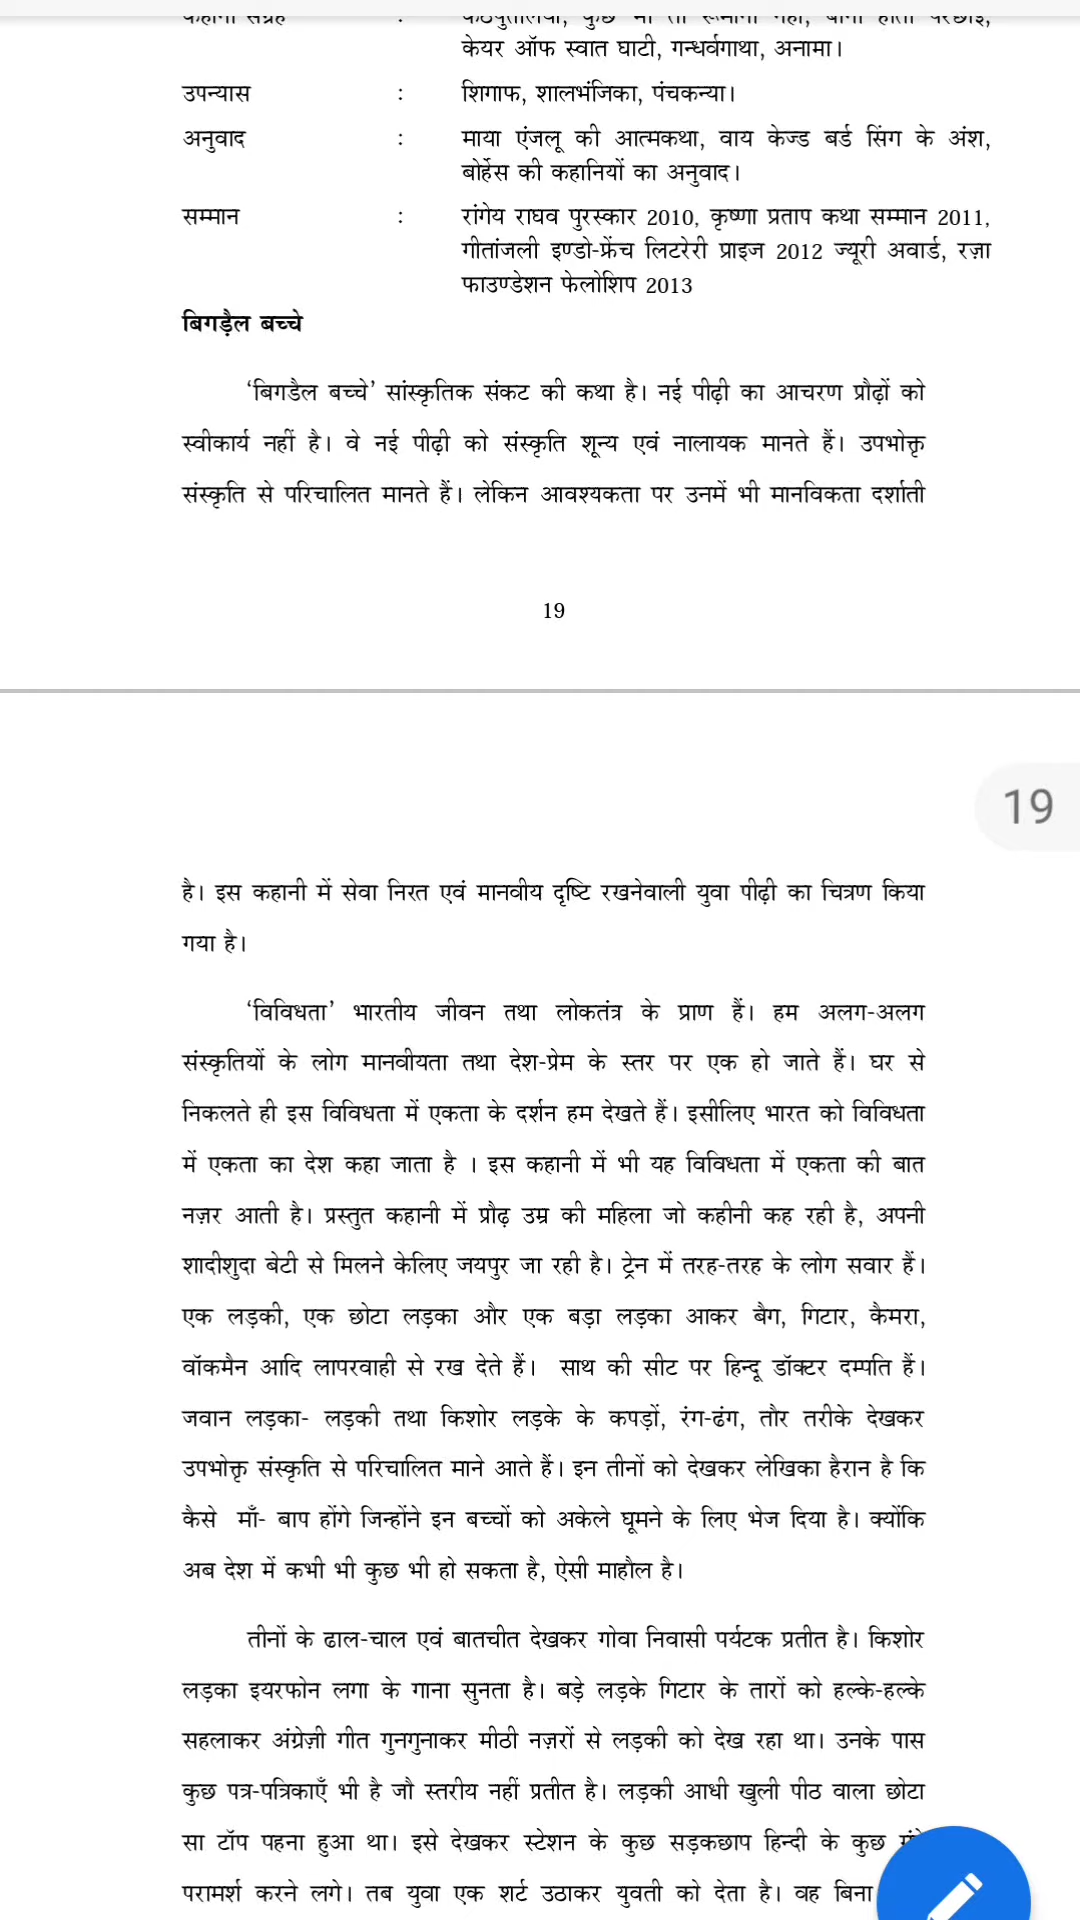 केयर ऑफ स्वात घाटी, गन्धर्वगाथा, अनामा।
उपन्यास : शिगाफ, शालभंजिका, पंचकन्या।
अनुवाद : माया एंजलू की आत्मकथा, वाय केज्ड बर्ड सिंग के अंश,
बोर्हेस की कहानियों का अनुवाद।
सम्मान : रांगेय राघव पुरस्कार 2010, कृष्णा प्रताप कथा सम्मान 2011,
गीतांजली इण्डो-फ्रेंच लिटरेरी प्राइज 2012 ज्यूरी अवार्ड, रज़ा
फाउण्डेशन फेलोशिप 2013
बिगड़ैल बच्चे
‘बिगडैल बच्चे’ सांस्कृतिक संकट की कथा है। नई पीढ़ी का आचरण प्रौढ़ों को
स्वीकार्य नहीं है। वे नई पीढ़ी को संस्कृति शून्य एवं नालायक मानते हैं। उपभोक्तृ
संस्कृति से परिचालित मानते हैं। लेकिन आवश्यकता पर उनमें भी मानविकता दर्शाती
19
19
है। इस कहानी में सेवा निरत एवं मानवीय दृष्टि रखनेवाली युवा पीढ़ी का चित्रण किया
गया है।
‘विविधता’ भारतीय जीवन तथा लोकतंत्र के प्राण हैं। हम अलग-अलग
संस्कृतियों के लोग मानवीयता तथा देश-प्रेम के स्तर पर एक हो जाते हैं। घर से
निकलते ही इस विविधता में एकता के दर्शन हम देखते हैं। इसीलिए भारत को विविधता
में एकता का देश कहा जाता है । इस कहानी में भी यह विविधता में एकता की बात
नज़र आती है। प्रस्तुत कहानी में प्रौढ़ उम्र की महिला जो कहीनी कह रही है, अपनी
शादीशुदा बेटी से मिलने केलिए जयपुर जा रही है। ट्रेन में तरह-तरह के लोग सवार हैं।
एक लड़की, एक छोटा लड़का और एक बड़ा लड़का आकर बैग, गिटार, कैमरा,
वॉकमैन आदि लापरवाही से रख देते हैं। साथ की सीट पर हिन्दू डॉक्टर दम्पति हैं।
जवान लड़का- लड़की तथा किशोर लड़के के कपड़ों, रंग-ढंग, तौर तरीके देखकर
उपभोक्तृ संस्कृति से परिचालित माने आते हैं। इन तीनों को देखकर लेखिका हैरान है कि
कैसे माँ- बाप होंगे जिन्होंने इन बच्चों को अकेले घूमने के लिए भेज दिया है। क्योंकि
अब देश में कभी भी कुछ भी हो सकता है, ऐसी माहौल है।
तीनों के ढाल-चाल एवं बातचीत देखकर गोवा निवासी पर्यटक प्रतीत है। किशोर
लड़का इयरफोन लगा के गाना सुनता है। बड़े लड़के गिटार के तारों को हल्के-हल्के
सहलाकर अंग्रेज़ी गीत गुनगुनाकर मीठी नज़रों से लड़की को देख रहा था। उनके पास
कुछ पत्र-पत्रिकाएँ भी है जौ स्तरीय नहीं प्रतीत है। लड़की आधी खुली पीठ वाला छोटा
सा टॉप पहना हुआ था। इसे देखकर स्टेशन के कुछ सड़कछाप हिन्दी के कुछ
परामर्श करने लगे। तब युवा एक शर्ट उठाकर युवती को देता है। वह बिना